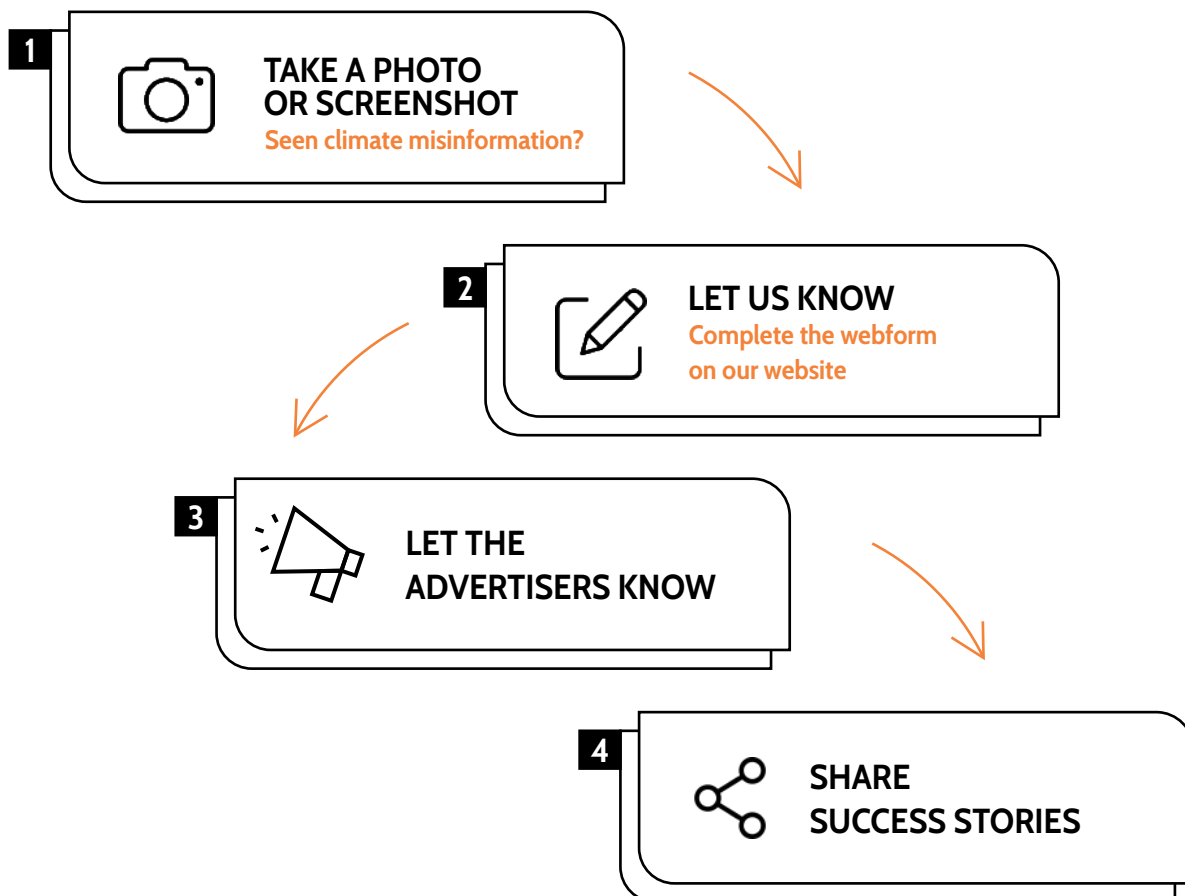 1
TAKE A PHOTO
OR SCREENSHOT
Seen climate misinformation?
2
LET US KNOW
Complete the webform
on our website
3
LET THE
ADVERTISERS KNOW
4
SHARE
SUCCESS STORIES